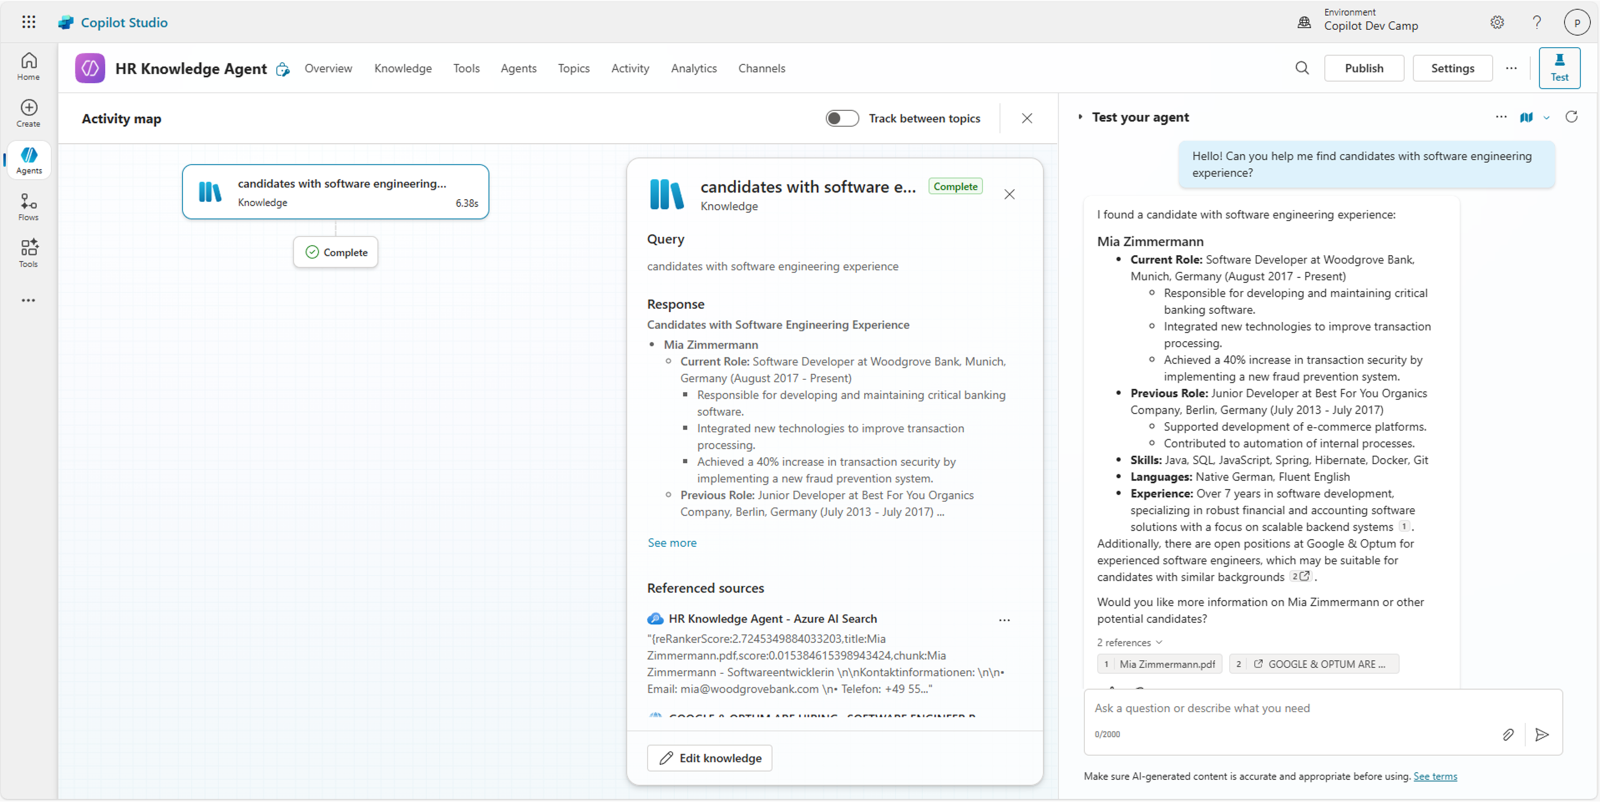 Copilot Studio
Environment
Copilot Dev Camp
?
P
Home
Create
Agents
Flows
Tools
HR Knowledge Agent
Overview
Knowledge
Tools
Agents
Topics
Activity
Analytics
Channels
Publish
Settings
Test
Activity map
Track between topics
candidates with software engineering...
Knowledge
6.38s
Complete
candidates with software e...
Complete
Knowledge
Query
candidates with software engineering experience
Response
Candidates with Software Engineering Experience
Mia Zimmermann
Current Role: Software Developer at Woodgrove Bank, Munich,
Germany (August 2017 - Present)
Responsible for developing and maintaining critical banking
software.
Integrated new technologies to improve transaction
processing.
Achieved a 40% increase in transaction security by
implementing a new fraud prevention system.
Previous Role: Junior Developer at Best For You Organics
Company, Berlin, Germany (July 2013 - July 2017) ...
See more
Referenced sources
HR Knowledge Agent - Azure AI Search
"{reRankerScore:2.7245349884033203,title:Mia
Zimmermann.pdf,score:0.015384615398943424,chunk:Mia
Zimmermann - Softwareentwicklerin \n\nKontaktinformationen: \n\n•
Email: mia@woodgrovebank.com \n• Telefon: +49 55..."
GOOGLE & OPTUM ARE HIRING - SOFTWARE ENGINEER
Edit knowledge
Test your agent
Hello! Can you help me find candidates with software engineering
experience?
I found a candidate with software engineering experience:
Mia Zimmermann
Current Role: Software Developer at Woodgrove Bank,
Munich, Germany (August 2017 - Present)
Responsible for developing and maintaining critical
banking software.
Integrated new technologies to improve transaction
processing.
Achieved a 40% increase in transaction security by
implementing a new fraud prevention system.
Previous Role: Junior Developer at Best For You Organics
Company, Berlin, Germany (July 2013 - July 2017)
Supported development of e-commerce platforms.
Contributed to automation of internal processes.
Skills: Java, SQL, JavaScript, Spring, Hibernate, Docker, Git
Languages: Native German, Fluent English
Experience: Over 7 years in software development,
specializing in robust financial and accounting software
solutions with a focus on scalable backend systems 1 .
Additionally, there are open positions at Google & Optum for
experienced software engineers, which may be suitable for
candidates with similar backgrounds 2 .
Would you like more information on Mia Zimmermann or other
potential candidates?
2 references
1 Mia Zimmermann.pdf
2 GOOGLE & OPTUM ARE ...
Ask a question or describe what you need
0/2000
Make sure AI-generated content is accurate and appropriate before using. See terms